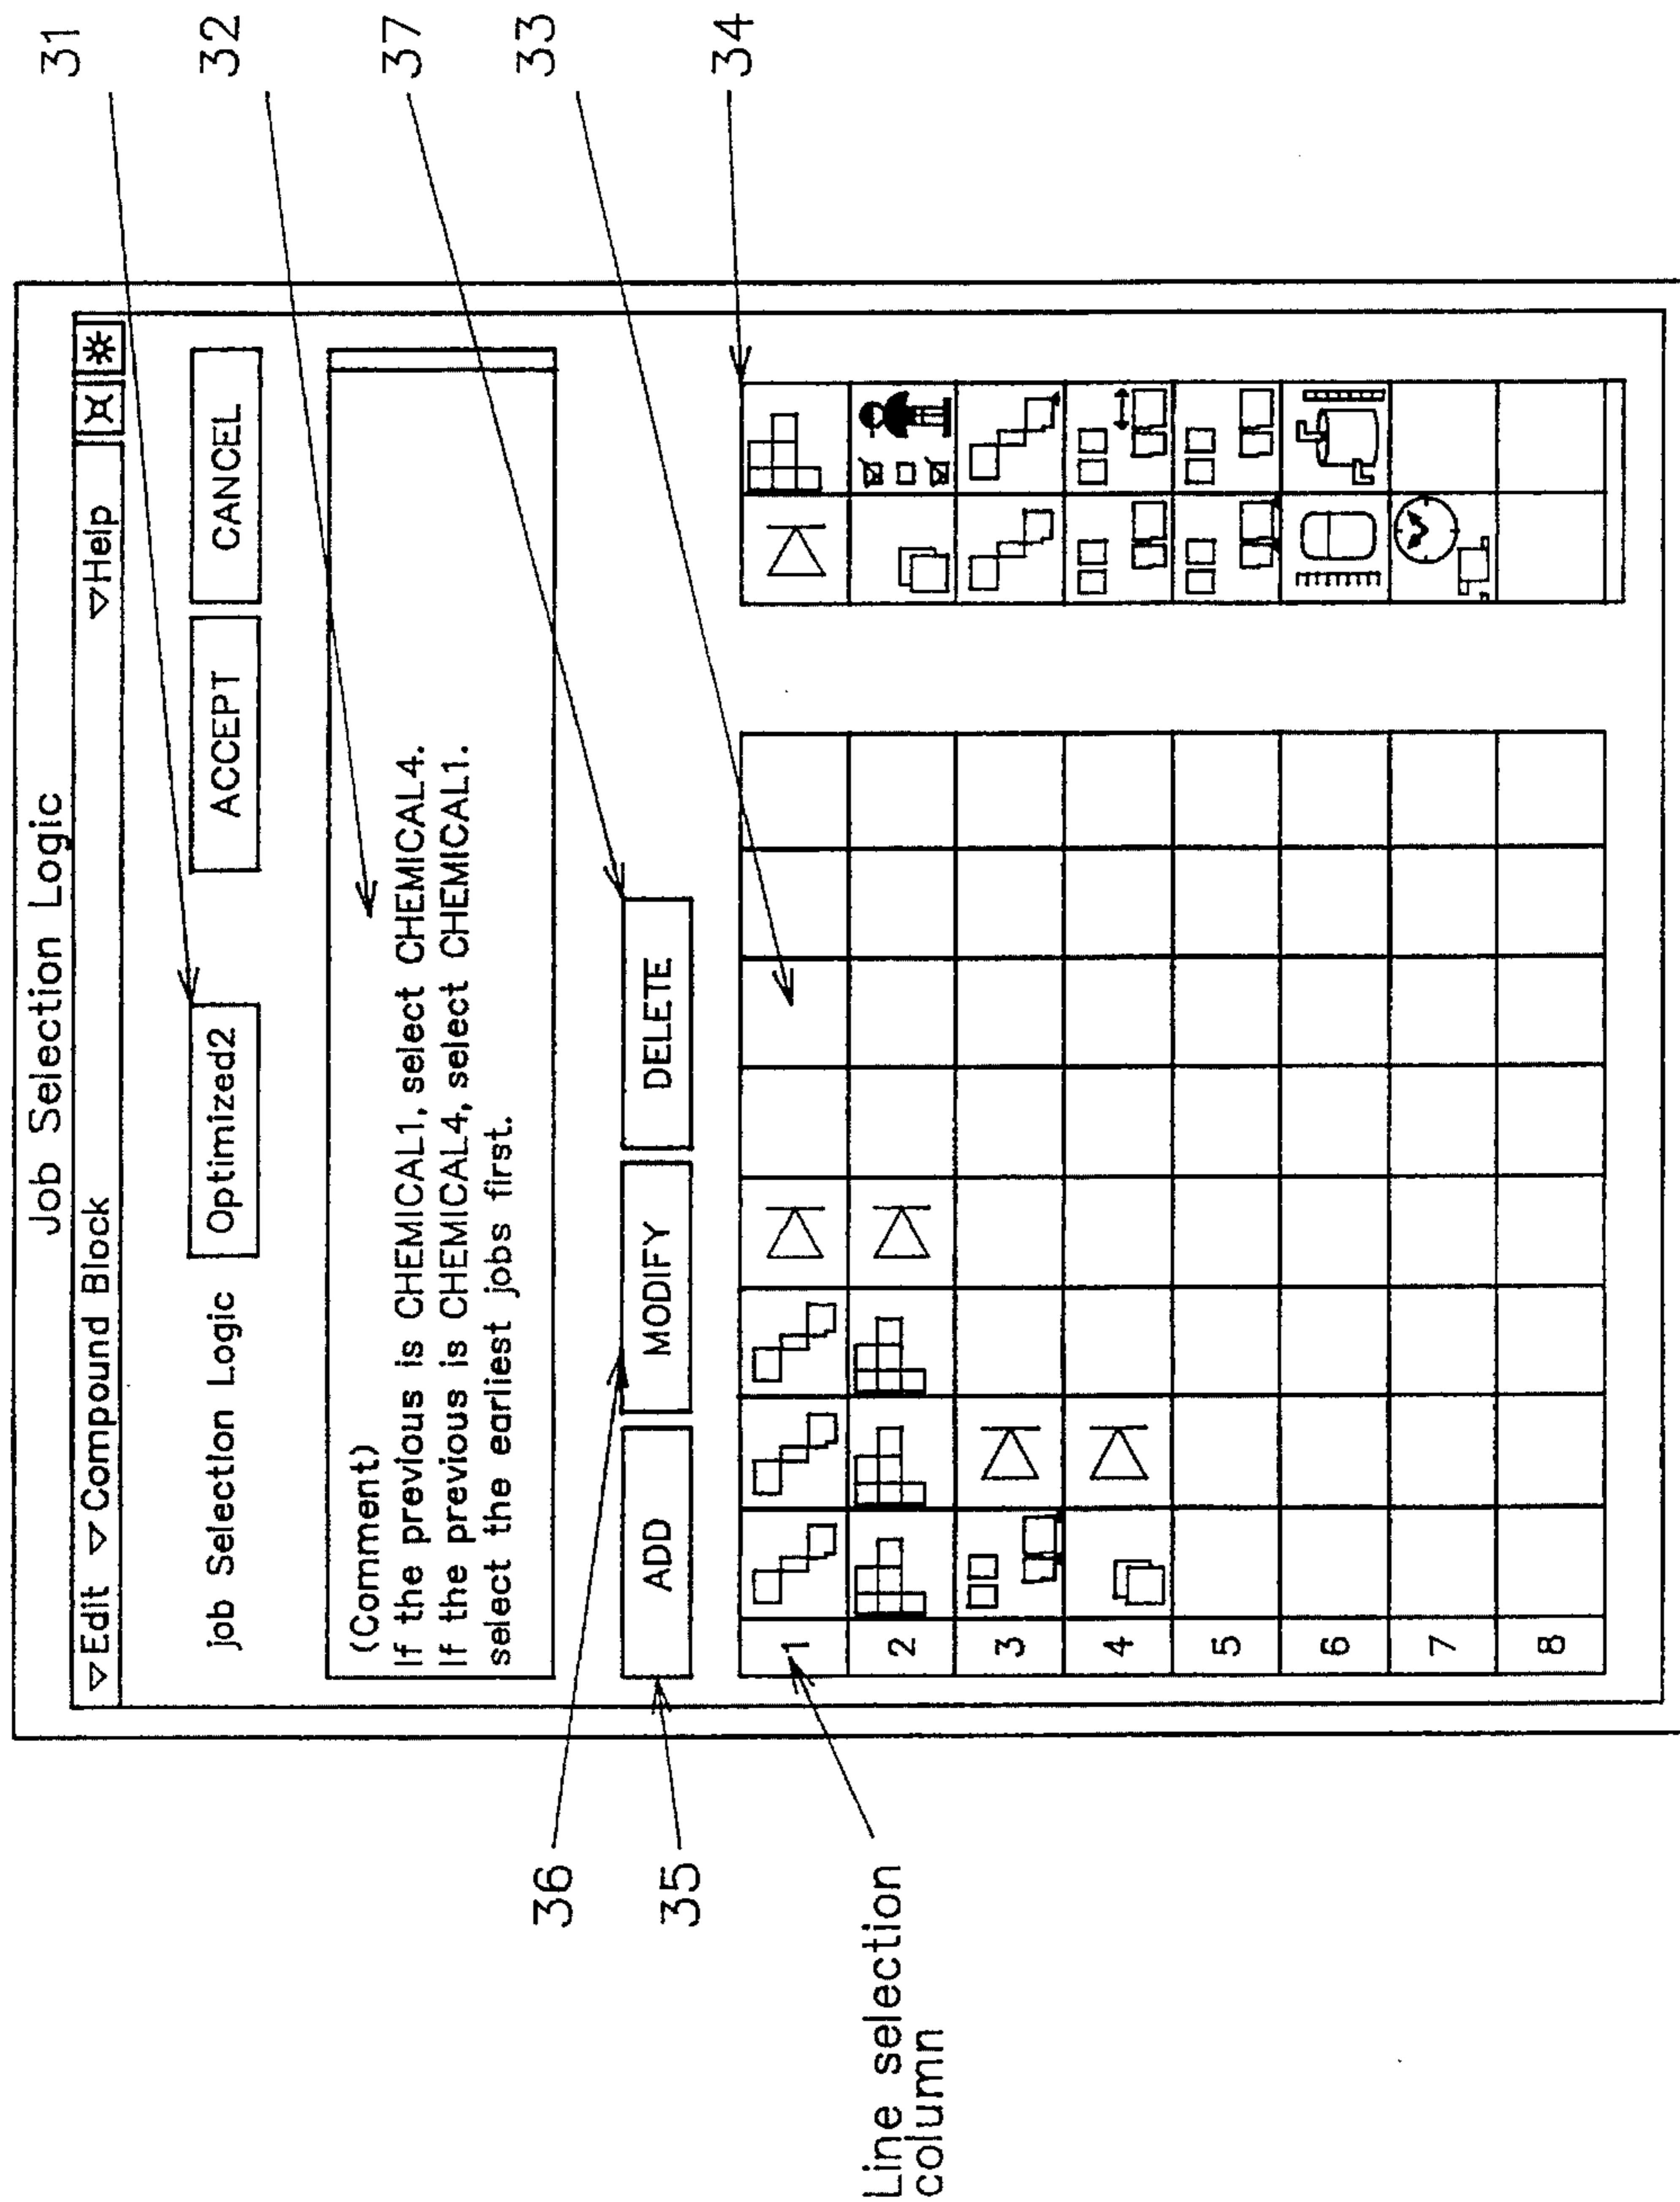 Job Selection Logic
▽Edit ▽Compound Block ▽Help
job Selection Logic Optimized2 ACCEPT CANCEL
(Comment)
If the previous is CHEMICAL1, select CHEMICAL4.
If the previous is CHEMICAL4, select CHEMICAL1.
select the earliest jobs first.
ADD MODIFY DELETE
1
2
3
4
5
6
7
8
31
32
37
33
34
36
35
Line selection
column